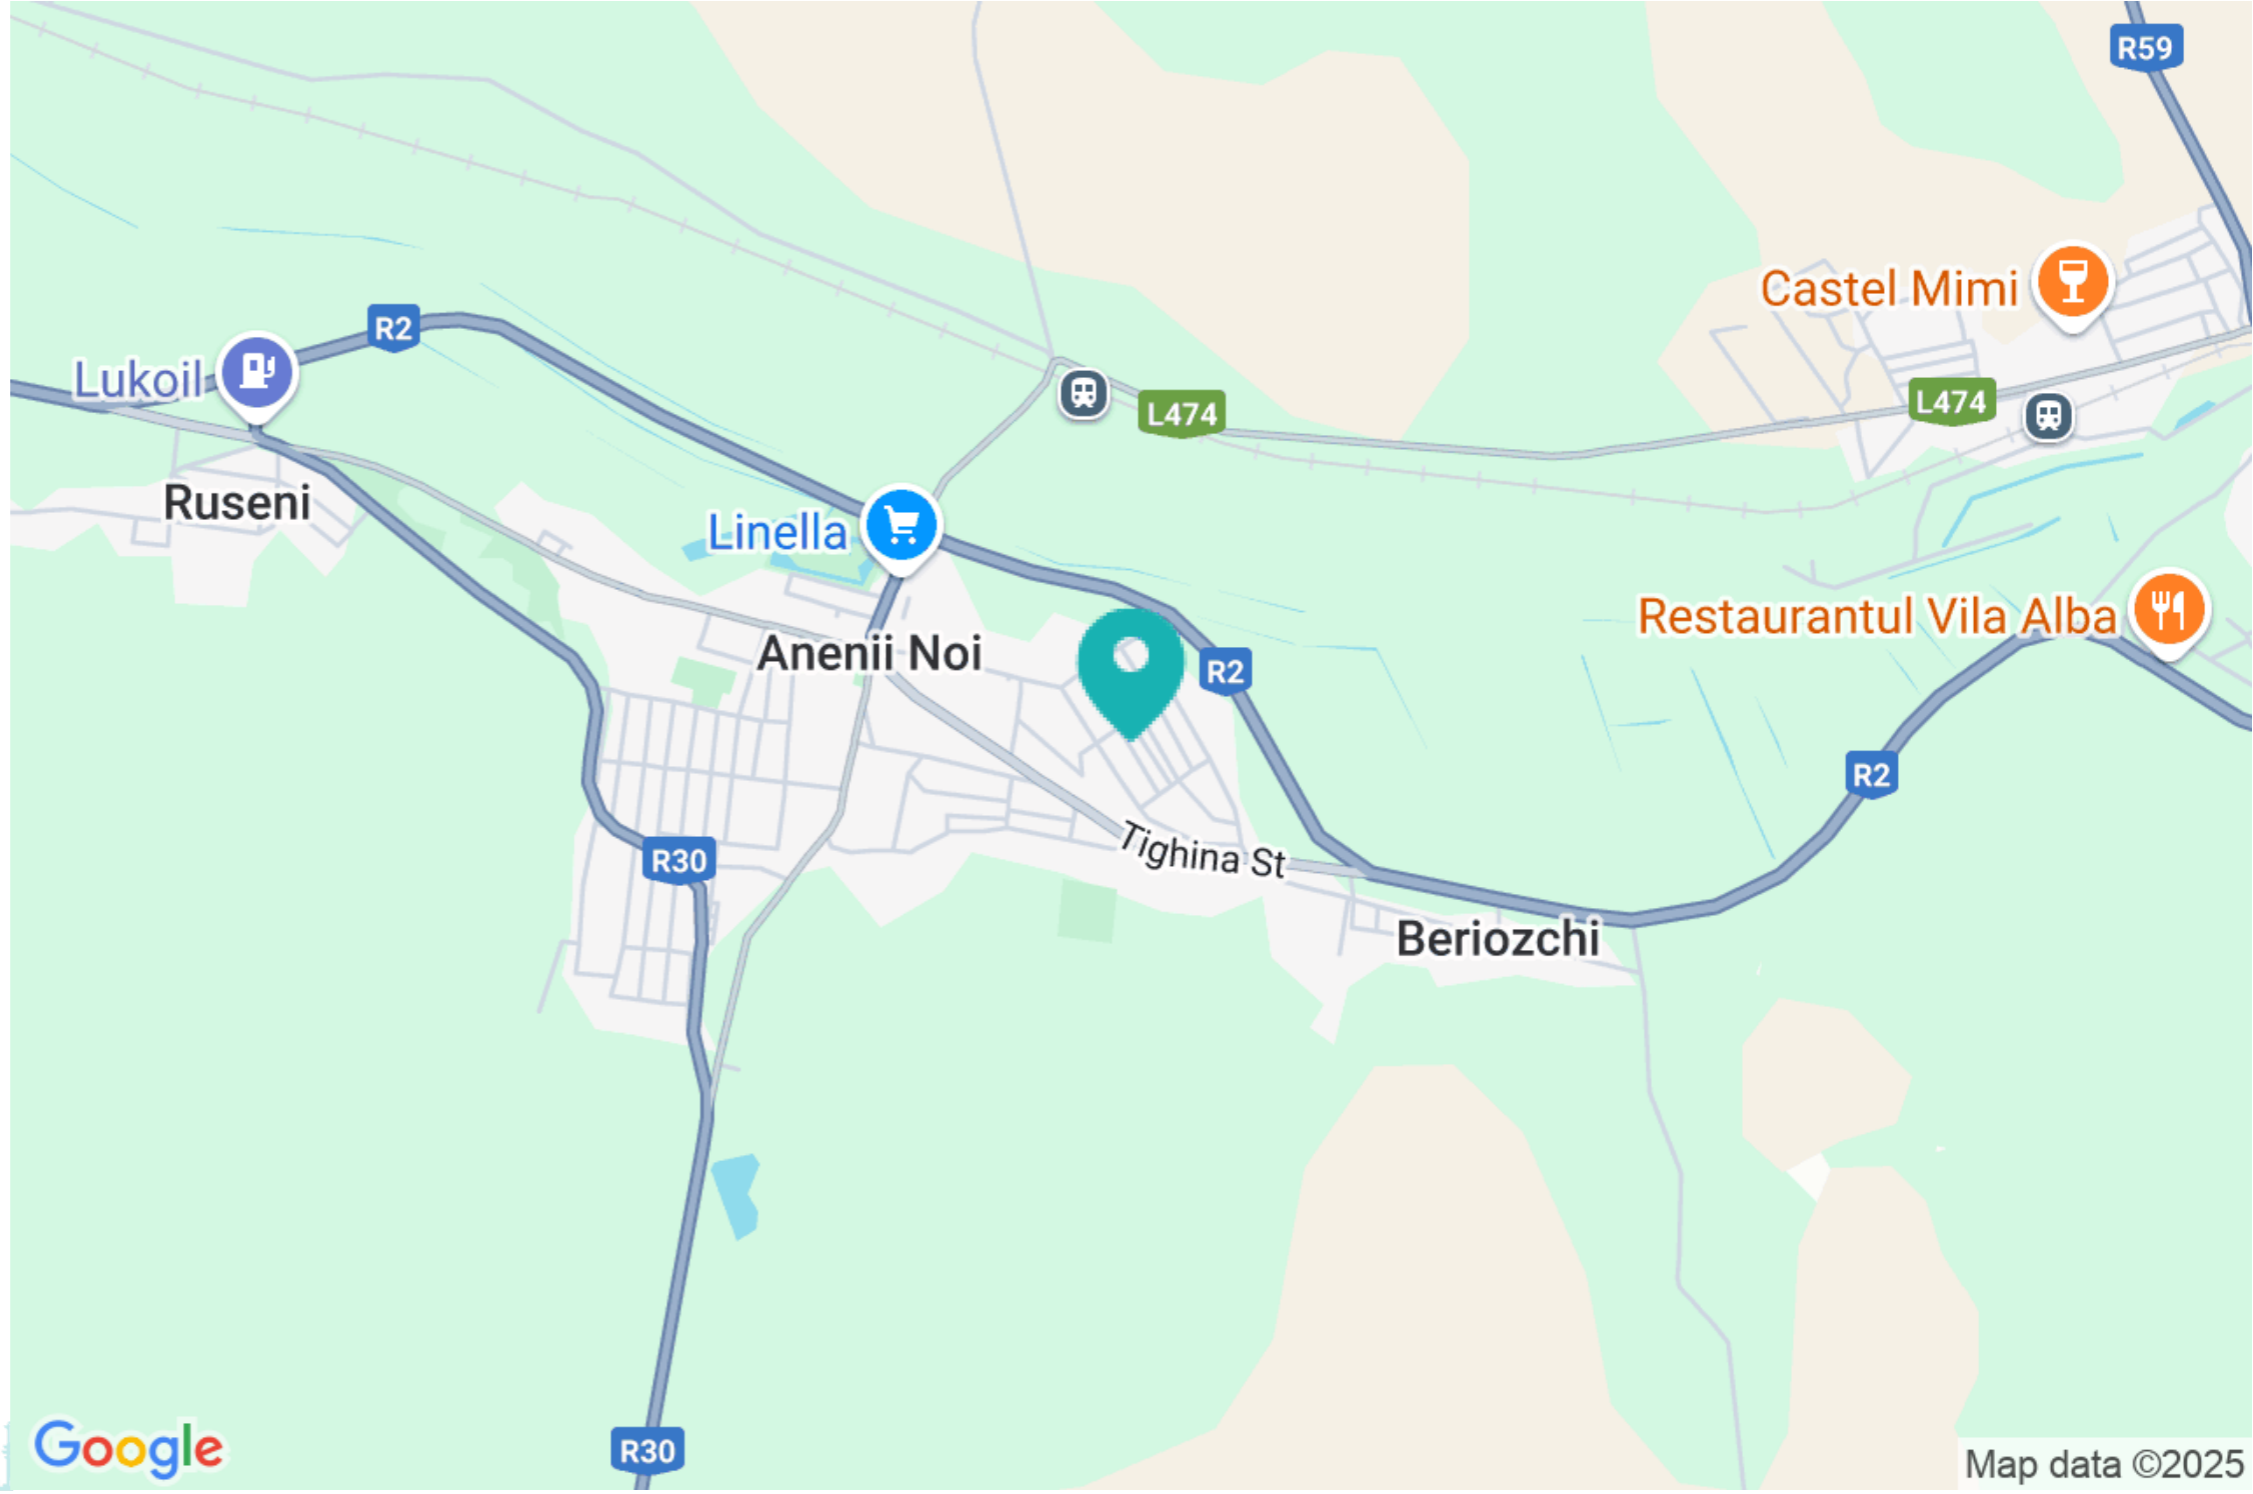 R59
Castel Mimi
R2
Lukoil
L474
L474
Ruseni
Linella
Restaurantul Vila Alba
Anenii Noi
R2
R2
Tighina St
R30
Beriozchi
R30
Google
Map data ©2025